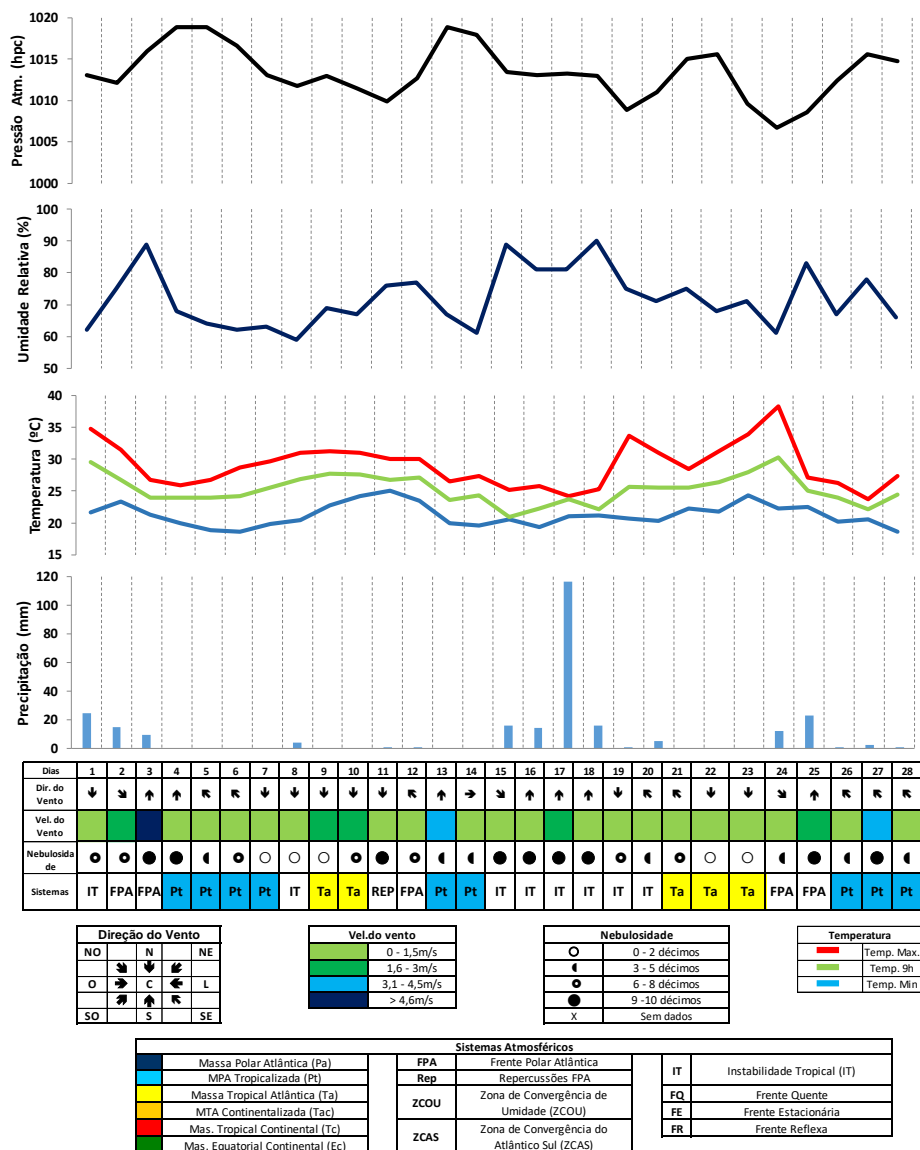 Pressão Atm. (hpc)
1020
1015
1010
1005
1000
Umidade Relativa (%)
100
90
80
70
60
50
Temperatura (ºC)
40
35
30
25
20
15
Precipitação (mm)
120
100
80
60
40
20
0
Dias 1 2 3 4 5 6 7 8 9 10 11 12 13 14 15 16 17 18 19 20 21 22 23 24 25 26 27 28
Dir. do
Vento
Vel. do
Vento
Nebulosida
de
Sistemas IT FPA FPA Pt Pt Pt Pt IT Ta Ta REP FPA Pt Pt IT IT IT IT IT IT Ta Ta Ta FPA FPA Pt Pt Pt
Direção do Vento
NO N NE
O C L
SO S SE
Vel.do vento
0 - 1,5m/s
1,6 - 3m/s
3,1 - 4,5m/s
> 4,6m/s
Nebulosidade
0 - 2 décimos
3 - 5 décimos
6 - 8 décimos
9 -10 décimos
X Sem dados
Temperatura
Temp. Max.
Temp. 9h
Temp. Min
Sistemas Atmosféricos
Massa Polar Atlântica (Pa)
MPA Tropicalizada (Pt)
Massa Tropical Atlântica (Ta)
MTA Continentalizada (Tac)
Mas. Tropical Continental (Tc)
Mas. Equatorial Continental (Ec)
FPA Frente Polar Atlântica
Rep Repercussões FPA
ZCOU Zona de Convergência de
Umidade (ZCOU)
ZCAS Zona de Convergência do
Atlântico Sul (ZCAS)
IT Instabilidade Tropical (IT)
FQ Frente Quente
FE Frente Estacionária
FR Frente Reflexa